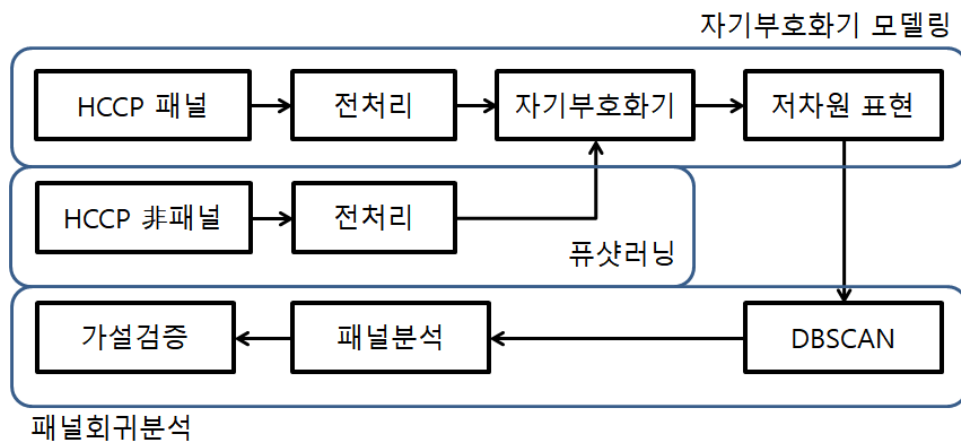 자기부호화기 모델링
HCCP 패널
전처리
자기부호화기
저차원 표현
HCCP 非패널
전처리
퓨샷러닝
가설검증
패널분석
DBSCAN
패널회귀분석